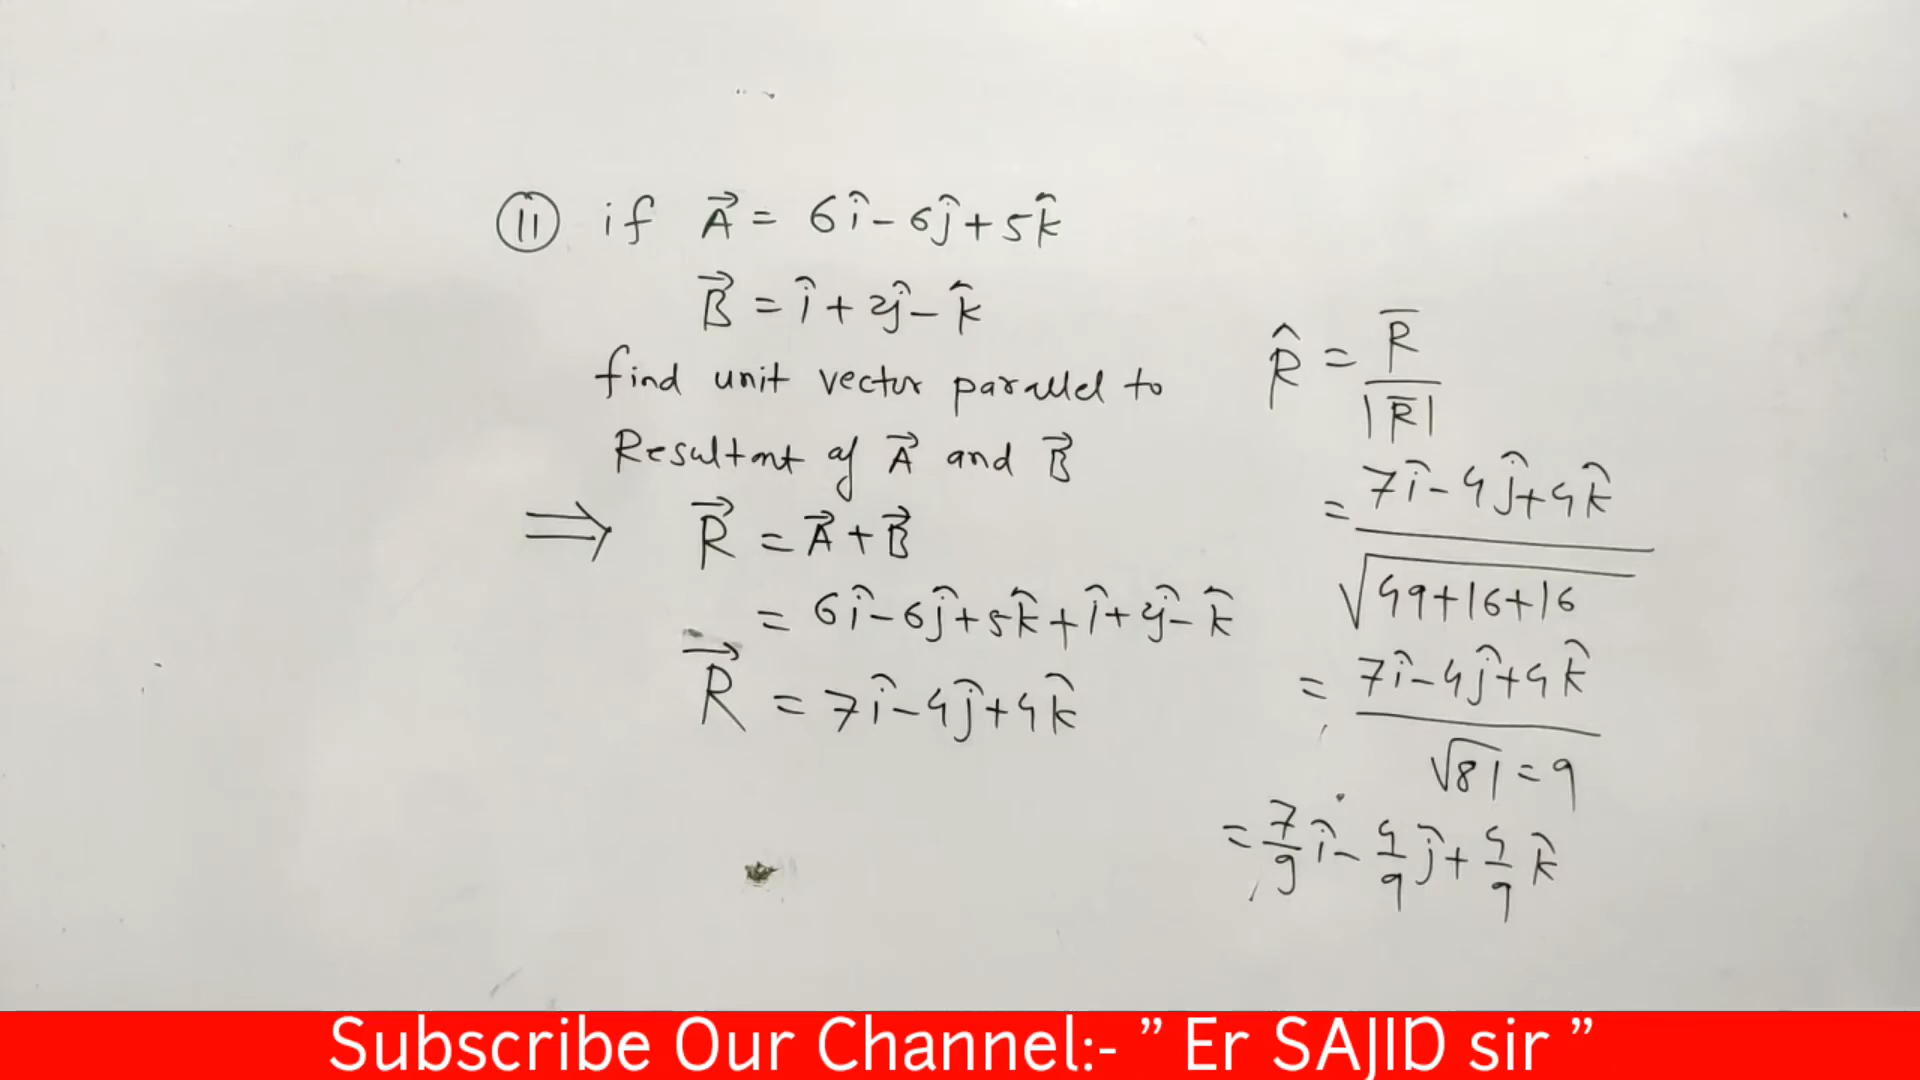 (11) if A⃗ = 6î - 6ĵ + 5k̂
B⃗ = î + 2ĵ - k̂
find unit vector parallel to
Resultant of A⃗ and B⃗
⇒ R⃗ = A⃗ + B⃗
= 6î - 6ĵ + 5k̂ + î + 2ĵ - k̂
R⃗ = 7î - 4ĵ + 4k̂
R̂ = R̅ / |R̅|
= 7î - 4ĵ + 4k̂
√49+16+16
= 7î - 4ĵ + 4k̂
√81 = 9
= 7/9 î - 4/9 ĵ + 4/9 k̂
Subscribe Our Channel:- ” Er SAJID sir ”